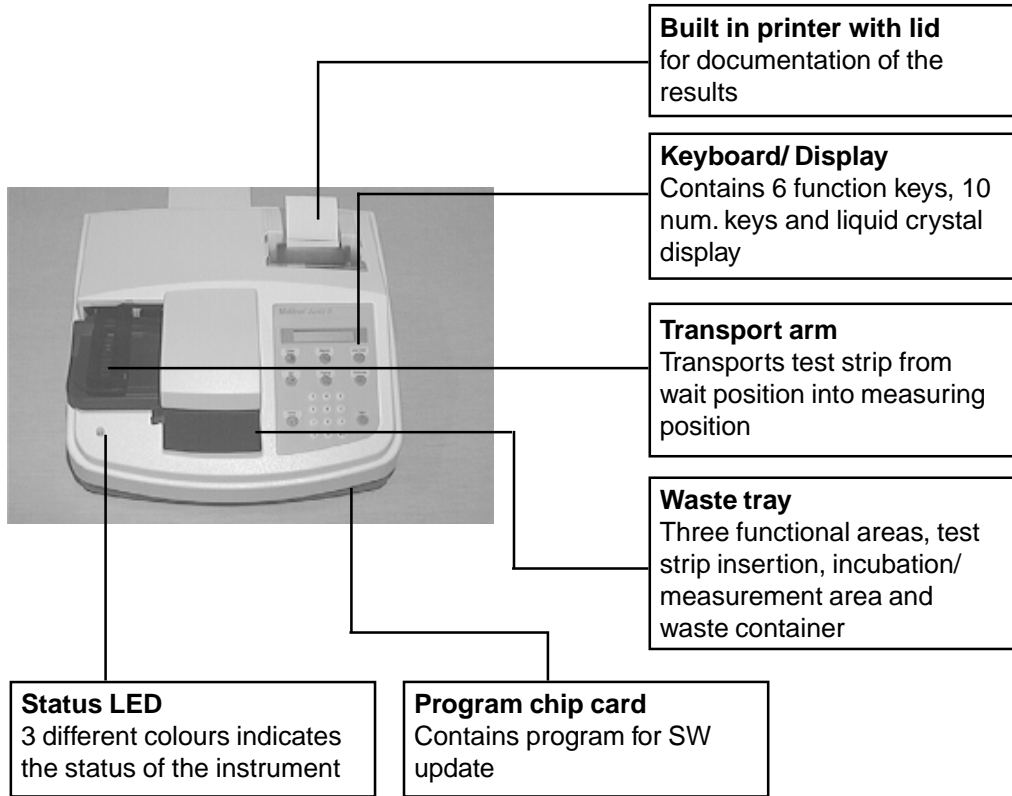 Built in printer with lid
for documentation of the
results
Keyboard/ Display
Contains 6 function keys, 10
num. keys and liquid crystal
display
Transport arm
Transports test strip from
wait position into measuring
position
Waste tray
Three functional areas, test
strip insertion, incubation/
measurement area and
waste container
Status LED
3 different colours indicates
the status of the instrument
Program chip card
Contains program for SW
update